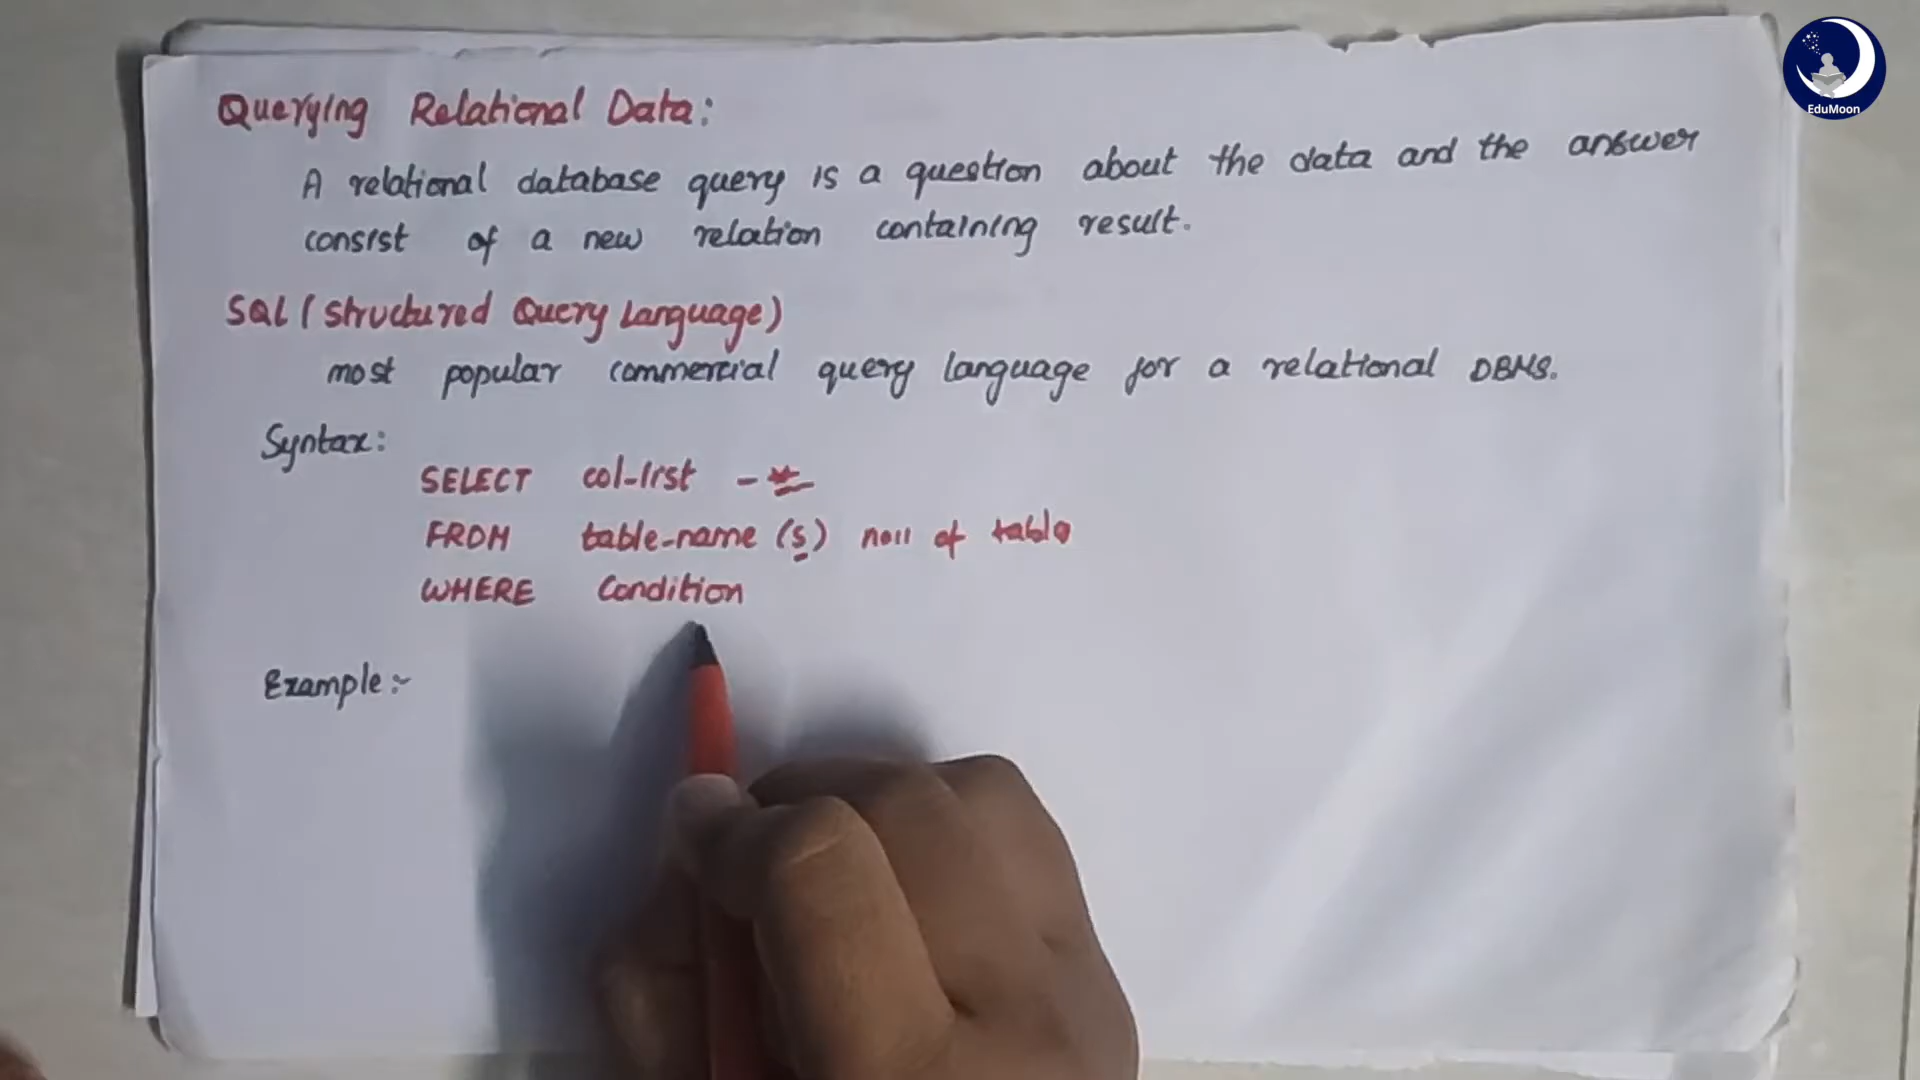 Querying Relational Data:
A relational database query is a question about the data and the answer
consist of a new relation containing result.
SQL (Structured Query Language)
most popular commercial query language for a relational DBMS.
Syntax:
SELECT col-list - *
FROM table-name (s) of table
WHERE Condition
Example:-
EduMoon